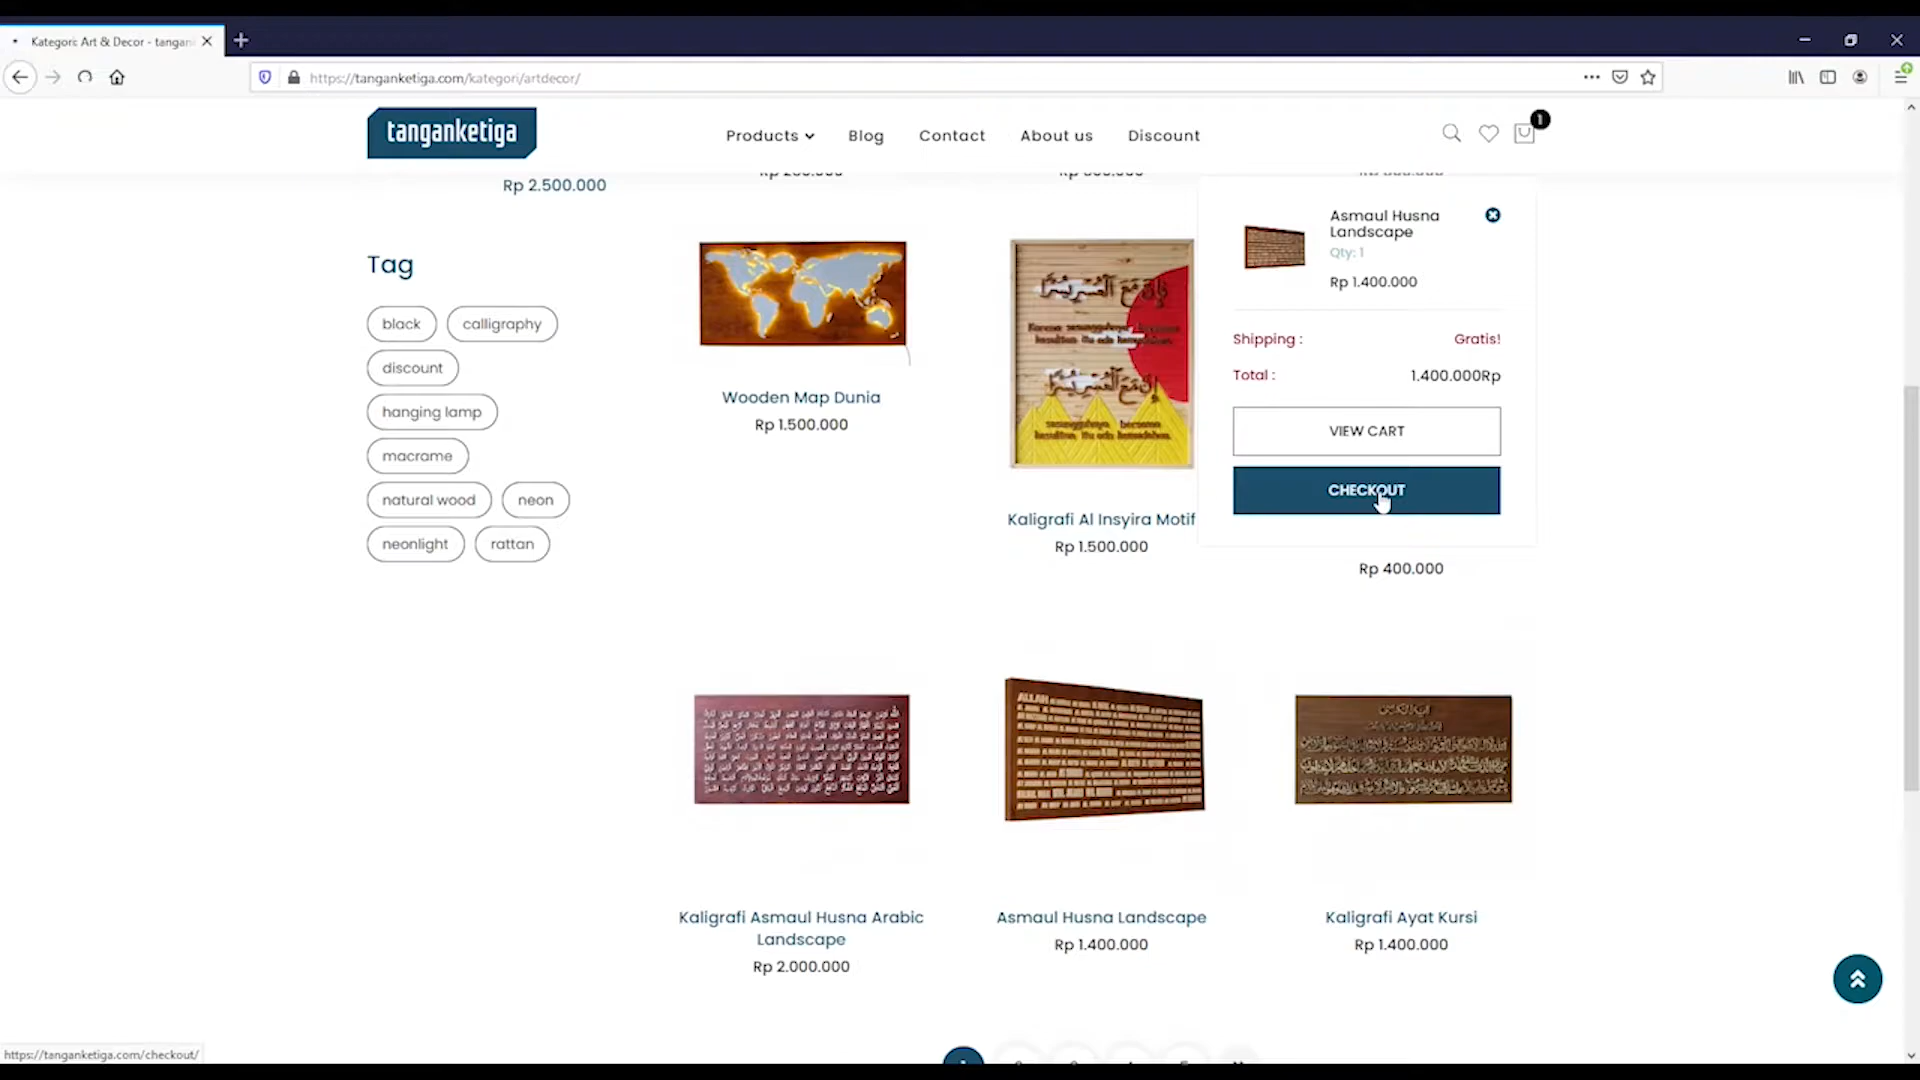 Kategori: Art & Decor - tangan
https://tanganketiga.com/kategori/artdecor/
tanganketiga
Products
Blog
Contact
About us
Discount
1
Rp 2.500.000
Tag
black
calligraphy
discount
hanging lamp
macrame
natural wood
neon
neonlight
rattan
Wooden Map Dunia
Rp 1.500.000
Kaligrafi Al Insyira Motif
Rp 1.500.000
Asmaul Husna
Landscape
Qty: 1
Rp 1.400.000
Shipping :
Gratis!
Total :
1.400.000Rp
VIEW CART
CHECKOUT
Rp 400.000
ALLAH
Kaligrafi Asmaul Husna Arabic
Landscape
Rp 2.000.000
Asmaul Husna Landscape
Rp 1.400.000
Kaligrafi Ayat Kursi
Rp 1.400.000
https://tanganketiga.com/checkout/